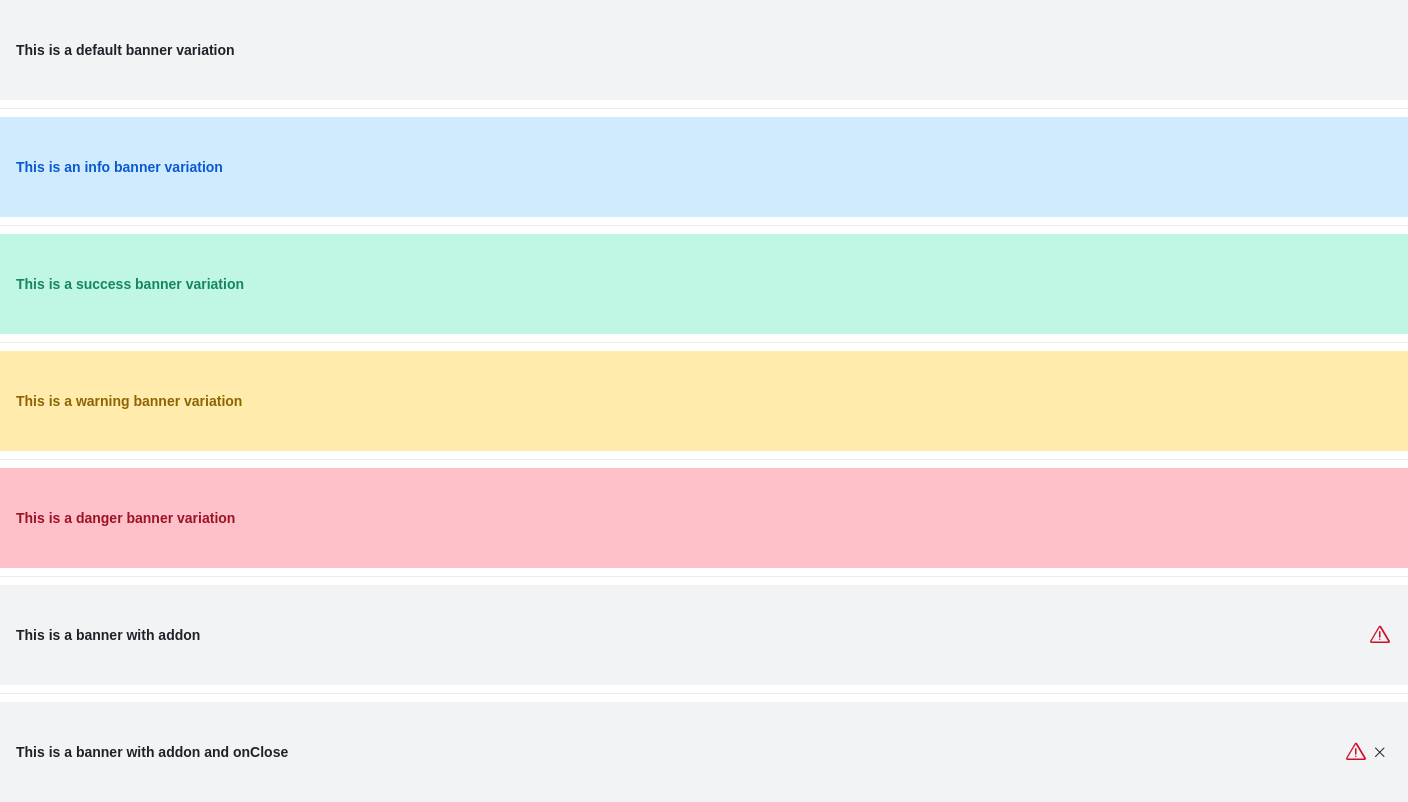 This is a default banner variation
This is an info banner variation
This is a success banner variation
This is a warning banner variation
This is a danger banner variation
This is a banner with addon
This is a banner with addon and onClose